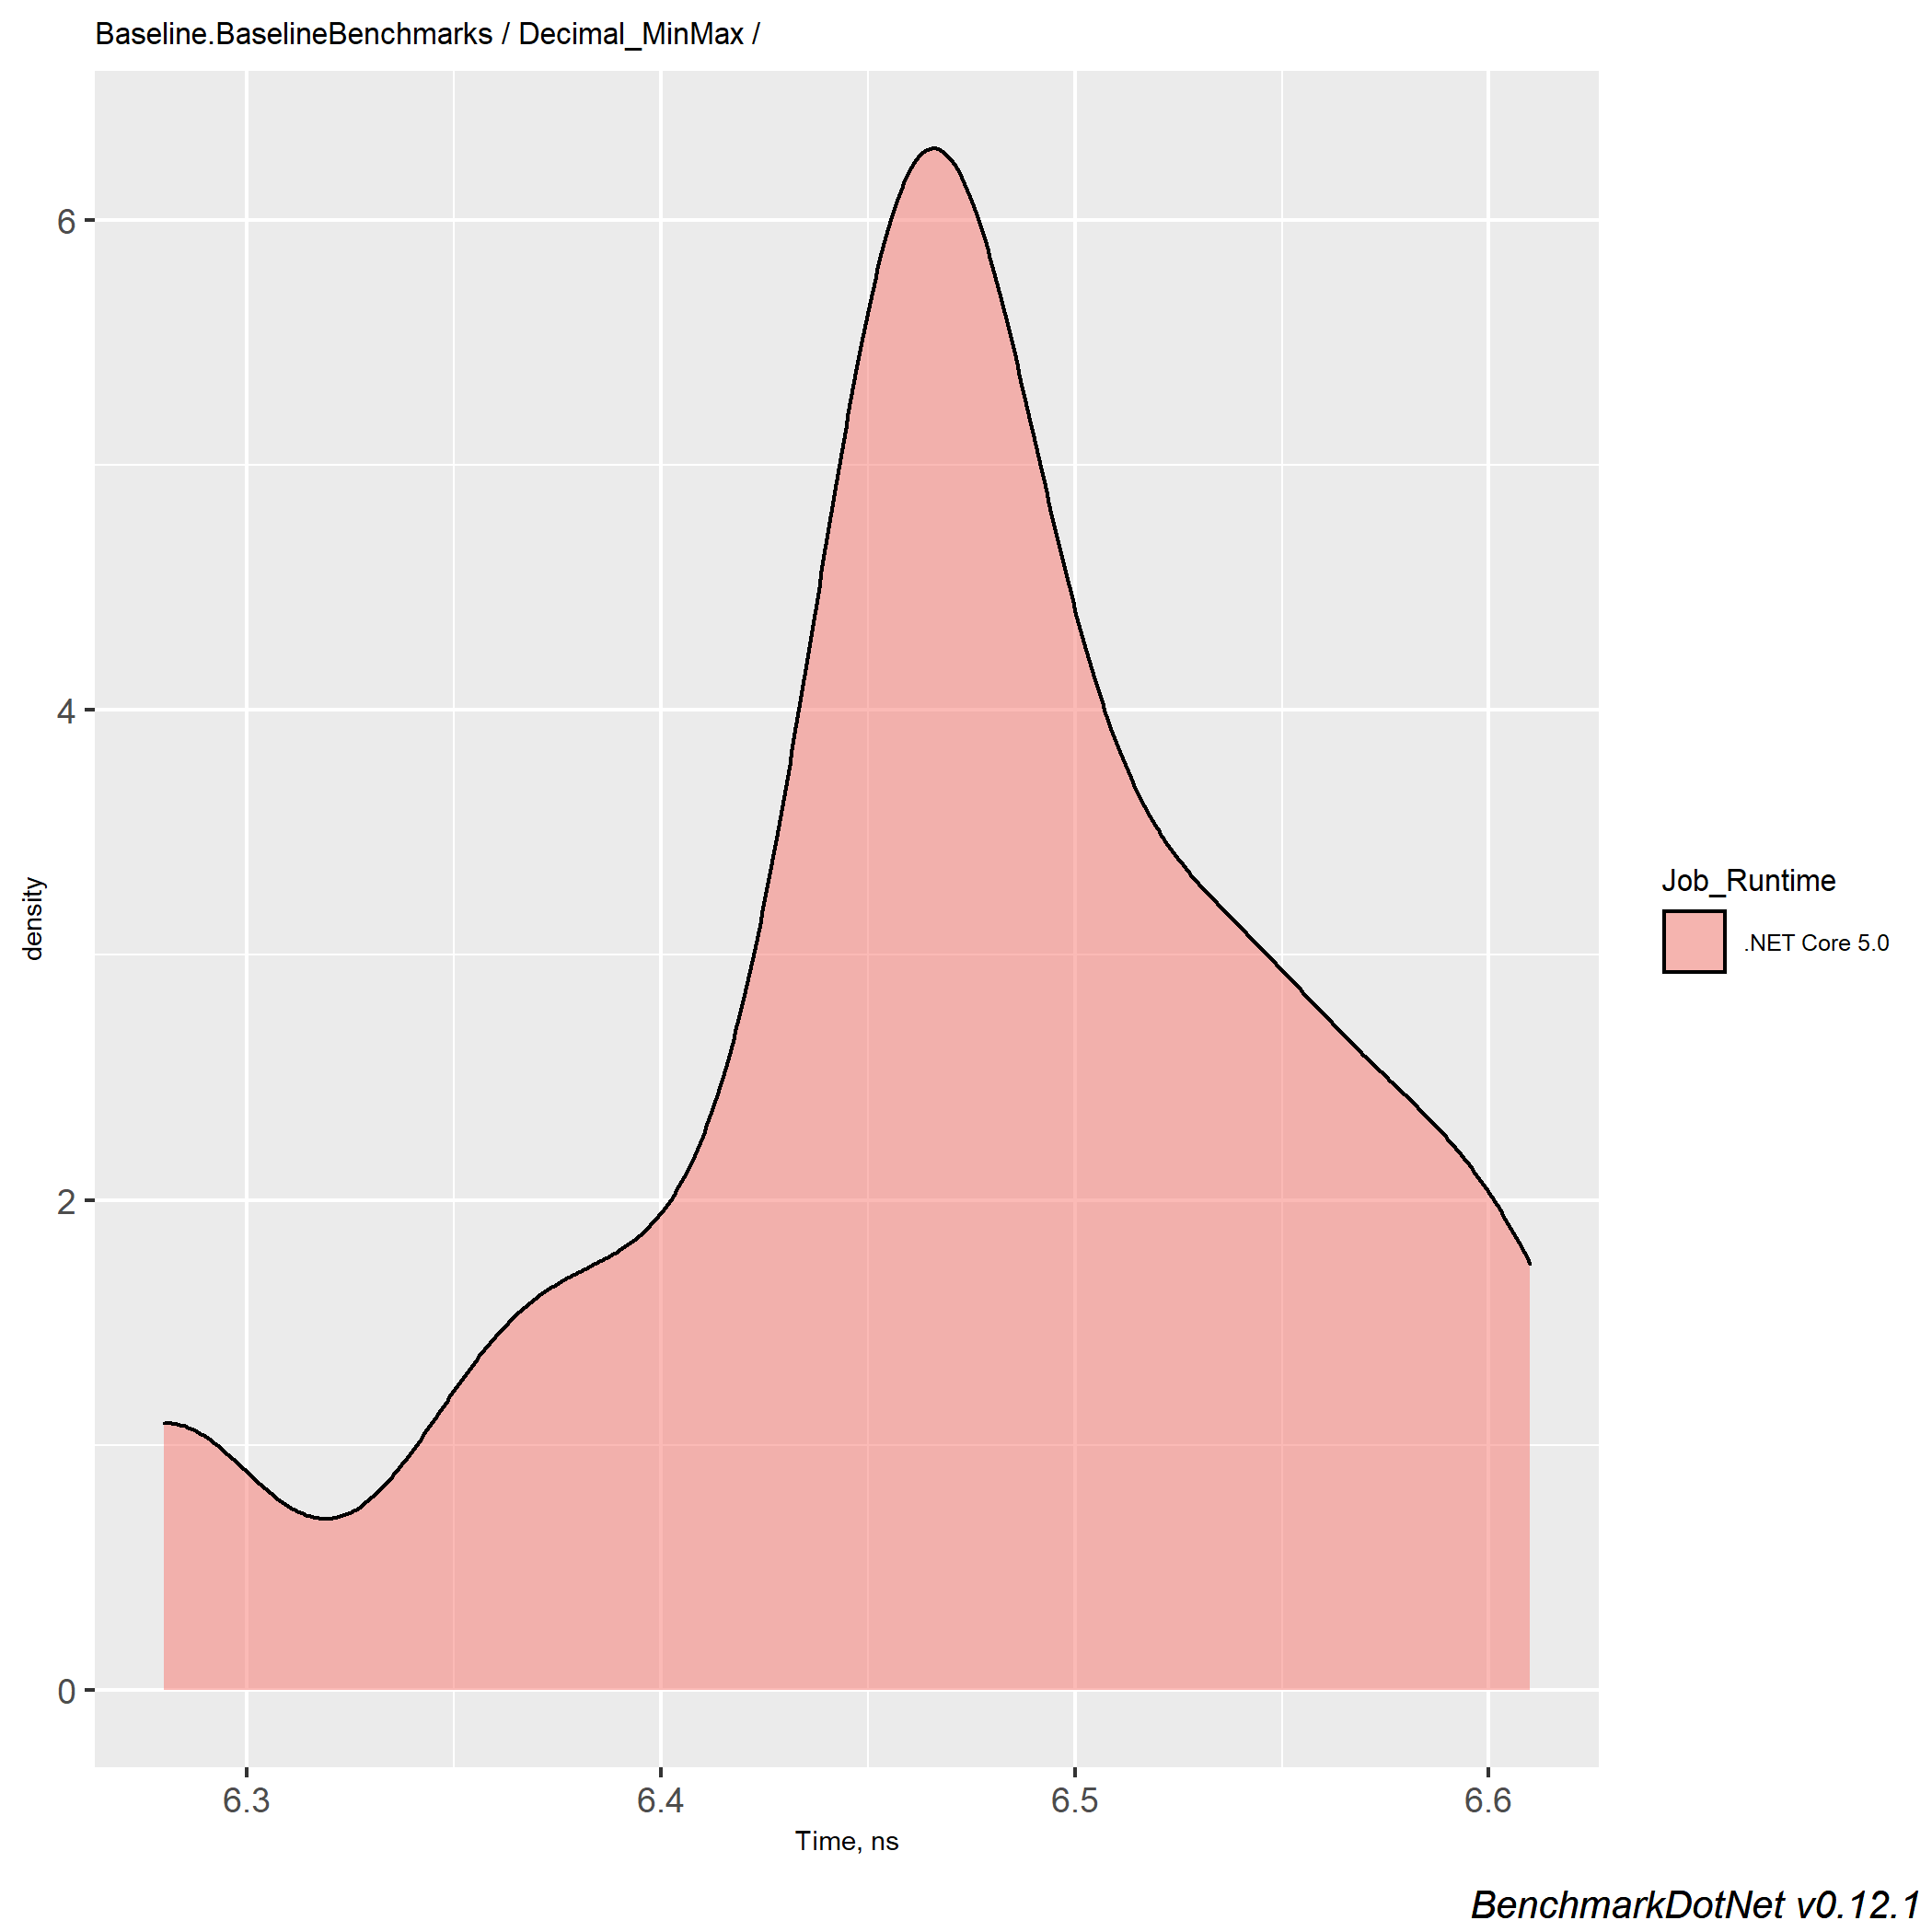 Baseline.BaselineBenchmarks / Decimal_MinMax /
6
4
2
0
density
6.3 6.4 6.5 6.6
Time, ns
Job_Runtime
.NET Core 5.0
BenchmarkDotNet v0.12.1